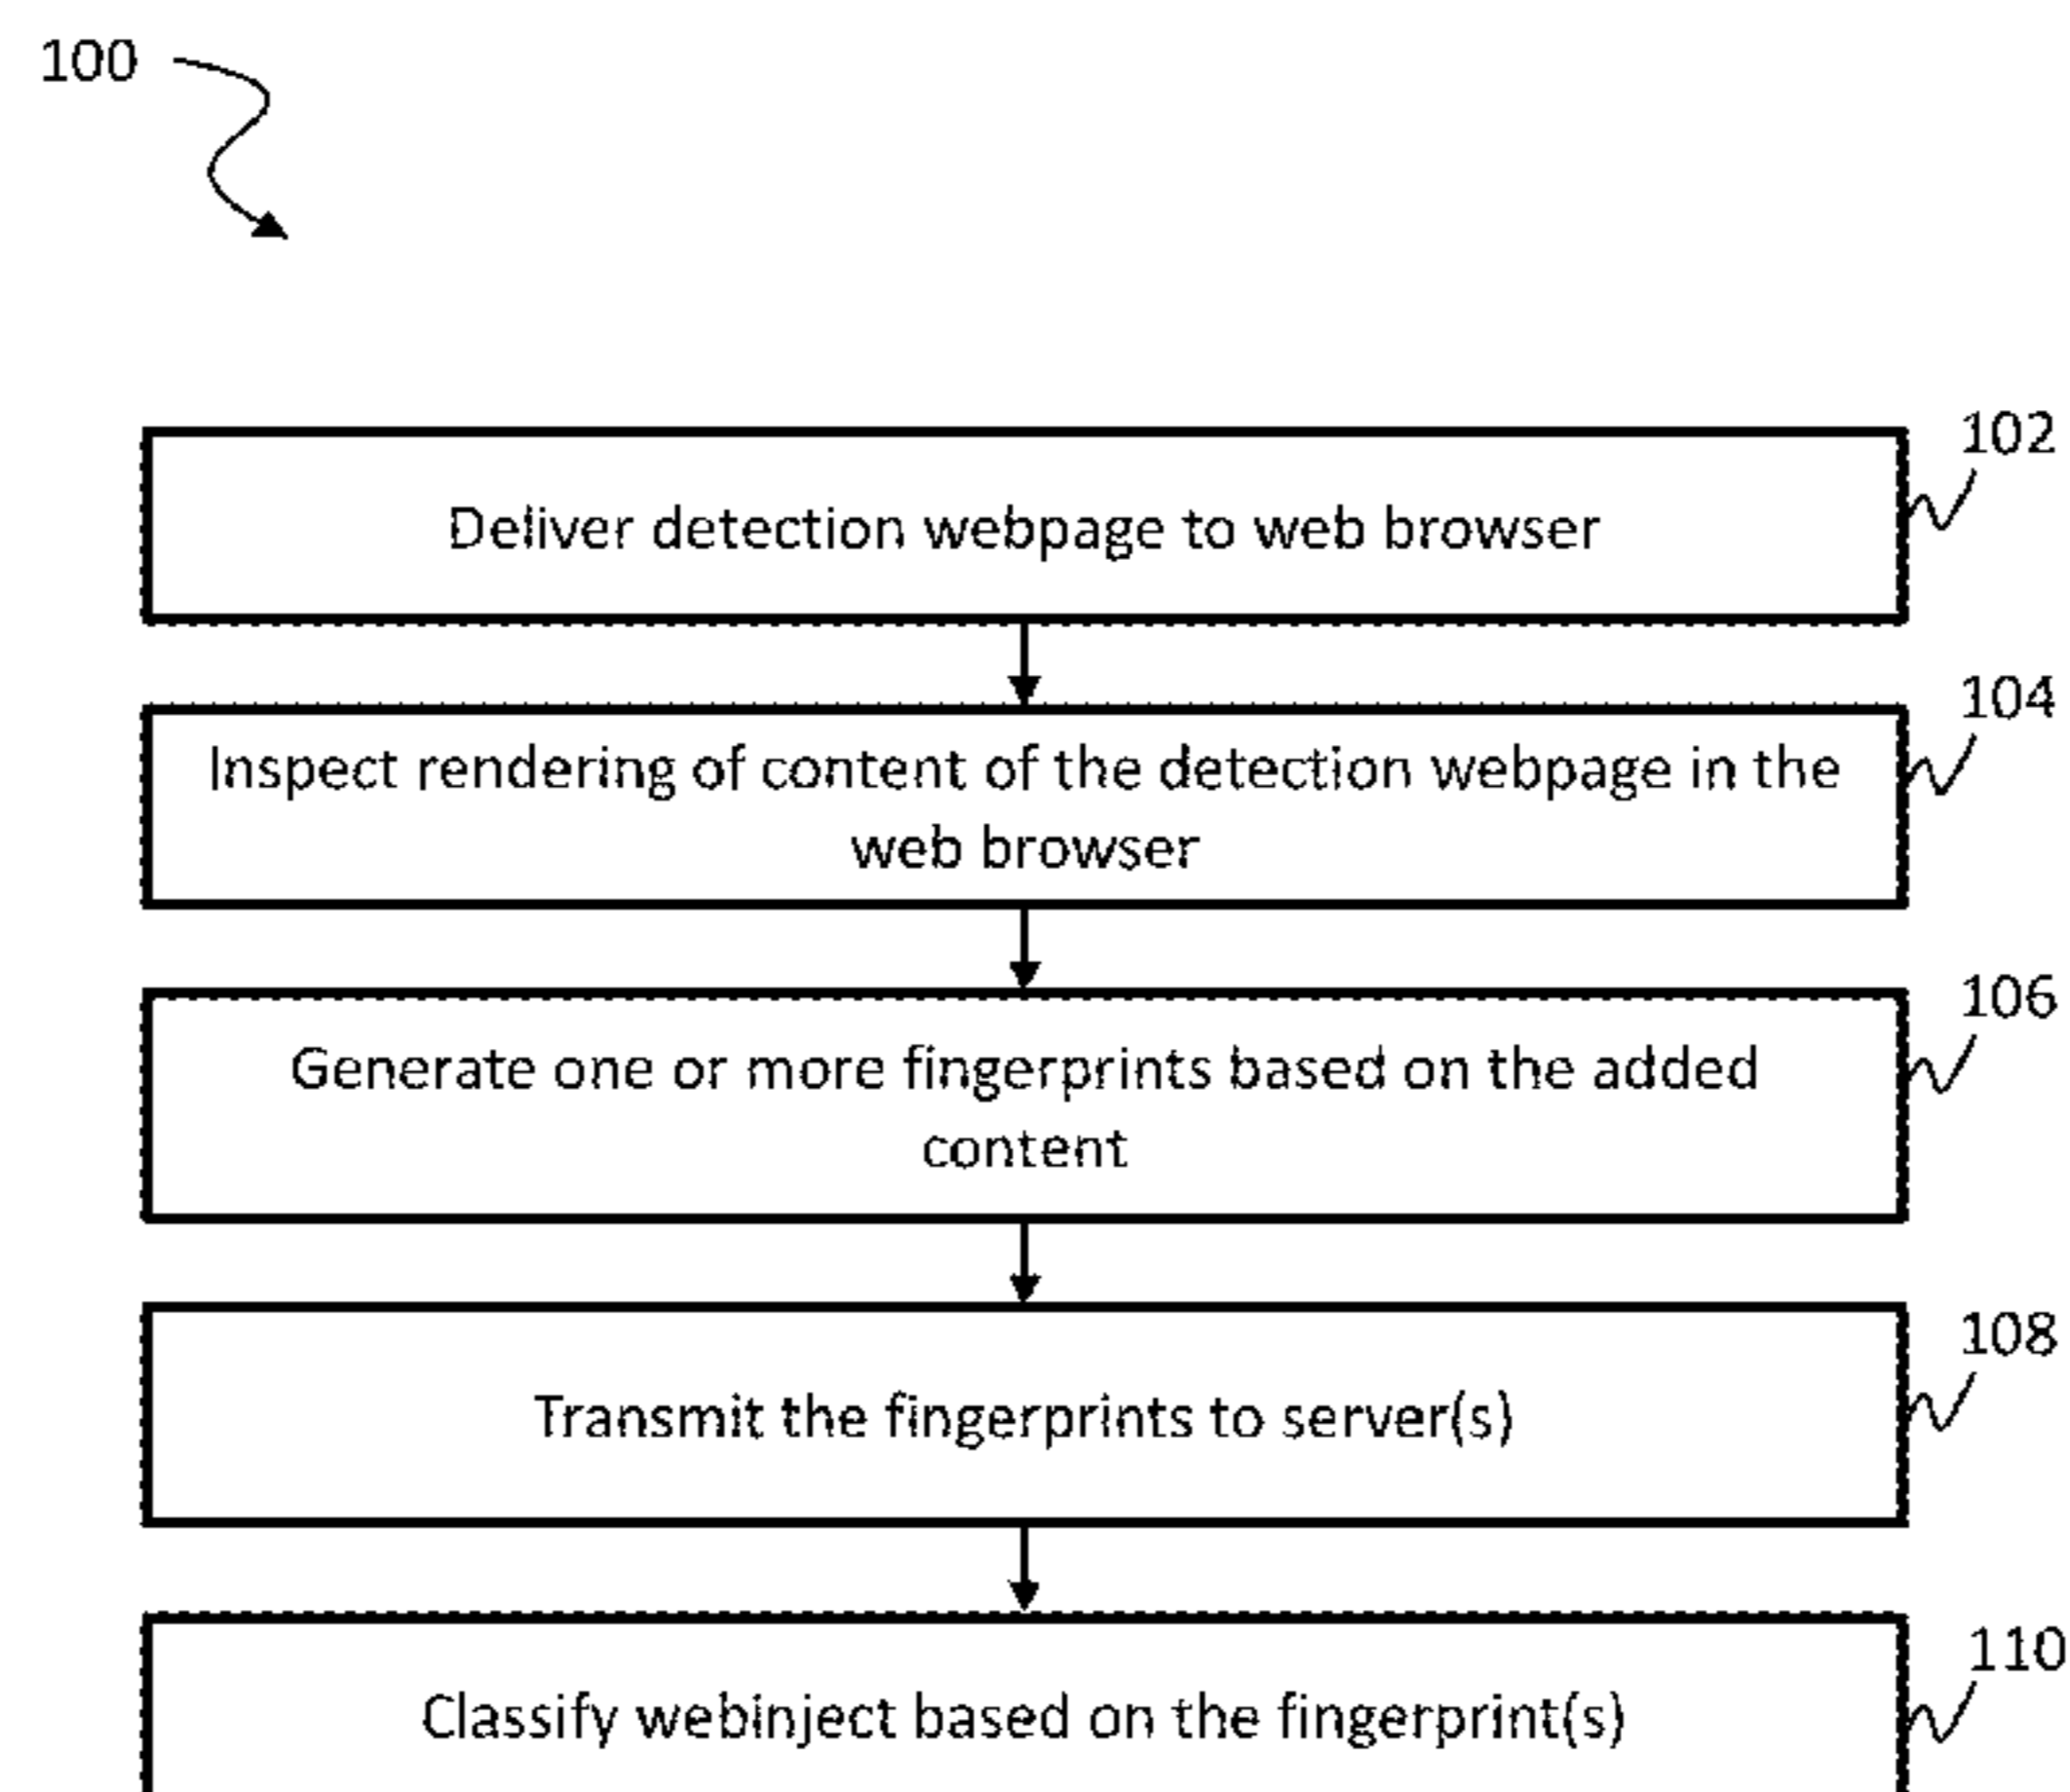 100
102
Deliver detection webpage to web browser
104
Inspect rendering of content of the detection webpage in the
web browser
106
Generate one or more fingerprints based on the added
content
108
Transmit the fingerprints to server(s)
110
Classify webinject based on the fingerprint(s)